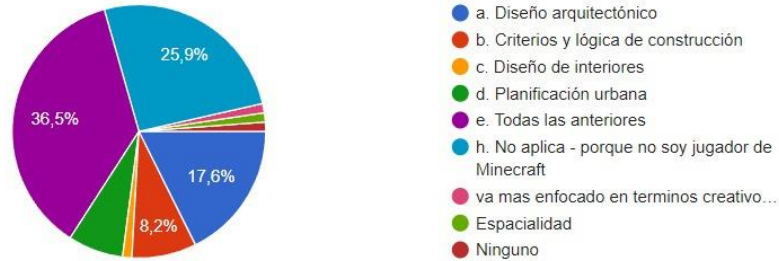 25,9%
36,5%
17,6%
8,2%
a. Diseño arquitectónico
b. Criterios y lógica de construcción
c. Diseño de interiores
d. Planificación urbana
e. Todas las anteriores
h. No aplica - porque no soy jugador de
Minecraft
va mas enfocado en terminos creativo…
Espacialidad
Ninguno